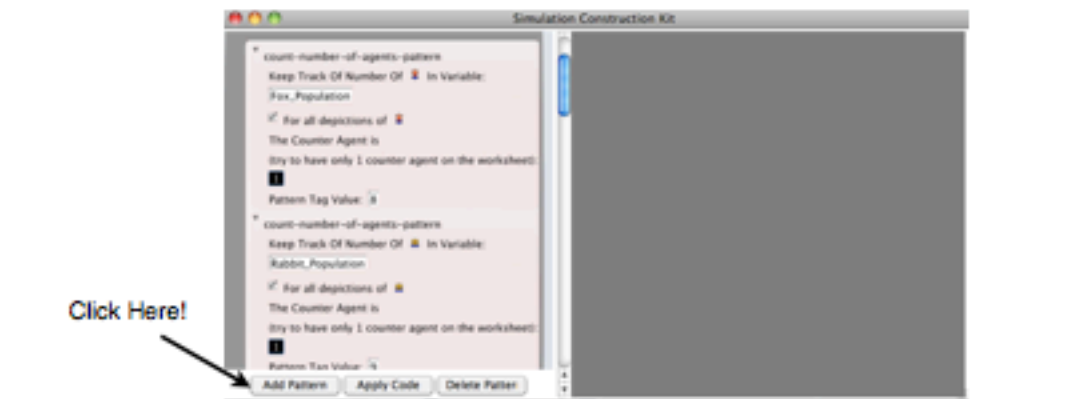 Simulation Construction Kit
count-number-of-agents-pattern
Keep Track Of Number Of In Variable:
Fox_Population
For all depictions of
The Counter Agent is
(try to have only 1 counter agent on the worksheet):
Pattern Tag Value:
count-number-of-agents-pattern
Keep Track Of Number Of In Variable:
Rabbit_Population
For all depictions of
The Counter Agent is
(try to have only 1 counter agent on the worksheet):
Pattern Tag Value:
Click Here!
Add Pattern Apply Code Delete Patter